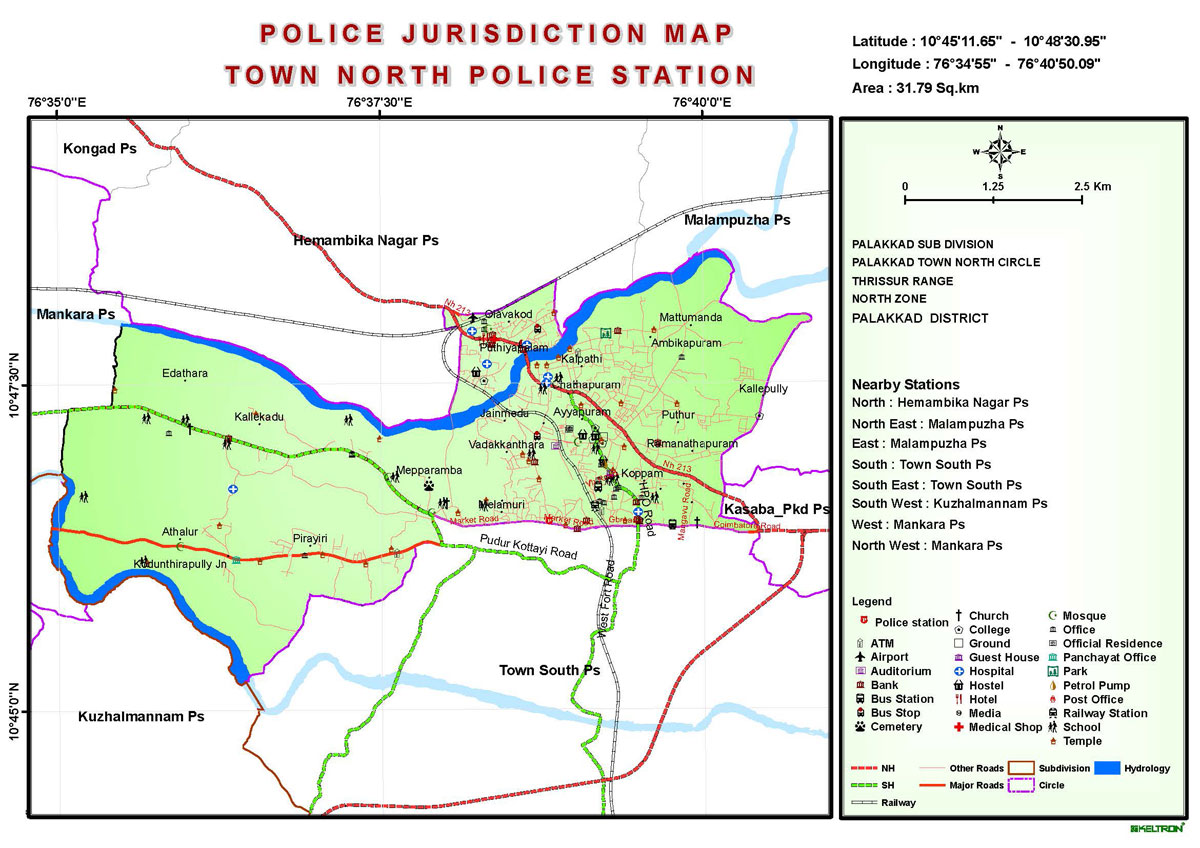 POLICE JURISDICTION MAP
TOWN NORTH POLICE STATION
Latitude : 10°45'11.65" - 10°48'30.95"
Longitude : 76°34'55" - 76°40'50.09"
Area : 31.79 Sq.km
76°35'0"E
76°37'30"E
76°40'0"E
10°47'30"N
10°45'0"N
Kongad Ps
Hemambika Nagar Ps
Malampuzha Ps
Mankara Ps
Nh 213
Olavakod
Mattumanda
Puthiyapalam
Kalpathi
Ambikapuram
Edathara
Chathapuram
Kallepully
Kallekadu
Jainmedu
Ayyapuram
Puthur
Vadakkanthara
Ramanathapuram
Mepparamba
Koppam
Nh 213
Melamuri
HPO Road
Mangavu Road
Kasaba_Pkd Ps
Market Road
Market Road
Coimbatore Road
Athalur
Pirayiri
Pudur Kottayi Road
Kodunthirapully Jn
West Fort Road
Town South Ps
Kuzhalmannam Ps
N
W E
S
0 1.25 2.5 Km
PALAKKAD SUB DIVISION
PALAKKAD TOWN NORTH CIRCLE
THRISSUR RANGE
NORTH ZONE
PALAKKAD DISTRICT
Nearby Stations
North : Hemambika Nagar Ps
North East : Malampuzha Ps
East : Malampuzha Ps
South : Town South Ps
South East : Town South Ps
South West : Kuzhalmannam Ps
West : Mankara Ps
North West : Mankara Ps
Legend
Police station
ATM
Airport
Auditorium
Bank
Bus Station
Bus Stop
Cemetery
Church
College
Ground
Guest House
Hospital
Hostel
Hotel
Media
Medical Shop
Mosque
Office
Official Residence
Panchayat Office
Park
Petrol Pump
Post Office
Railway Station
School
Temple
NH
SH
Railway
Other Roads
Major Roads
Subdivision
Circle
Hydrology
KELTRON